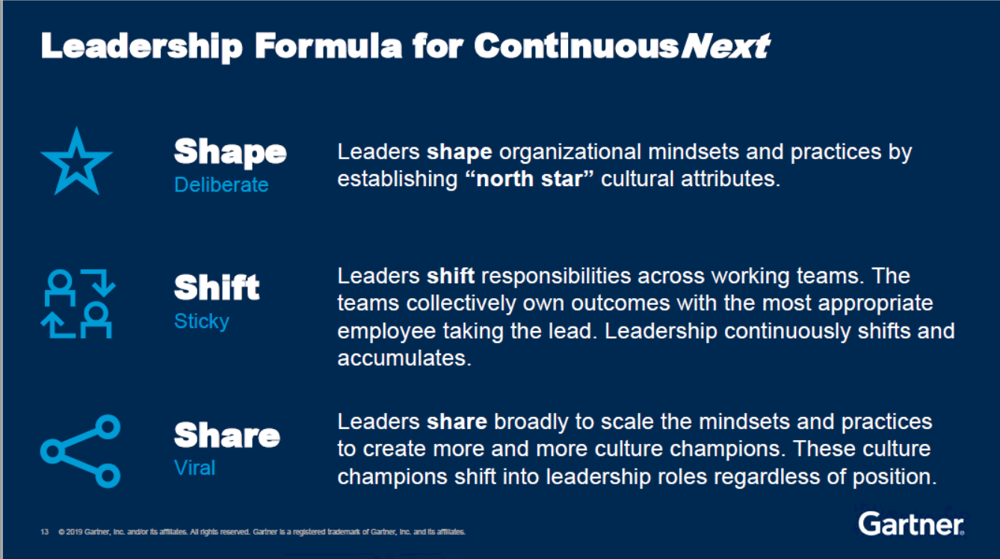 Leadership Formula for ContinuousNext
Shape
Deliberate
Leaders shape organizational mindsets and practices by
establishing “north star” cultural attributes.
Shift
Sticky
Leaders shift responsibilities across working teams. The
teams collectively own outcomes with the most appropriate
employee taking the lead. Leadership continuously shifts and
accumulates.
Share
Viral
Leaders share broadly to scale the mindsets and practices
to create more and more culture champions. These culture
champions shift into leadership roles regardless of position.
13 © 2019 Gartner, Inc. and/or its affiliates. All rights reserved. Gartner is a registered trademark of Gartner, Inc. and its affiliates.
Gartner®